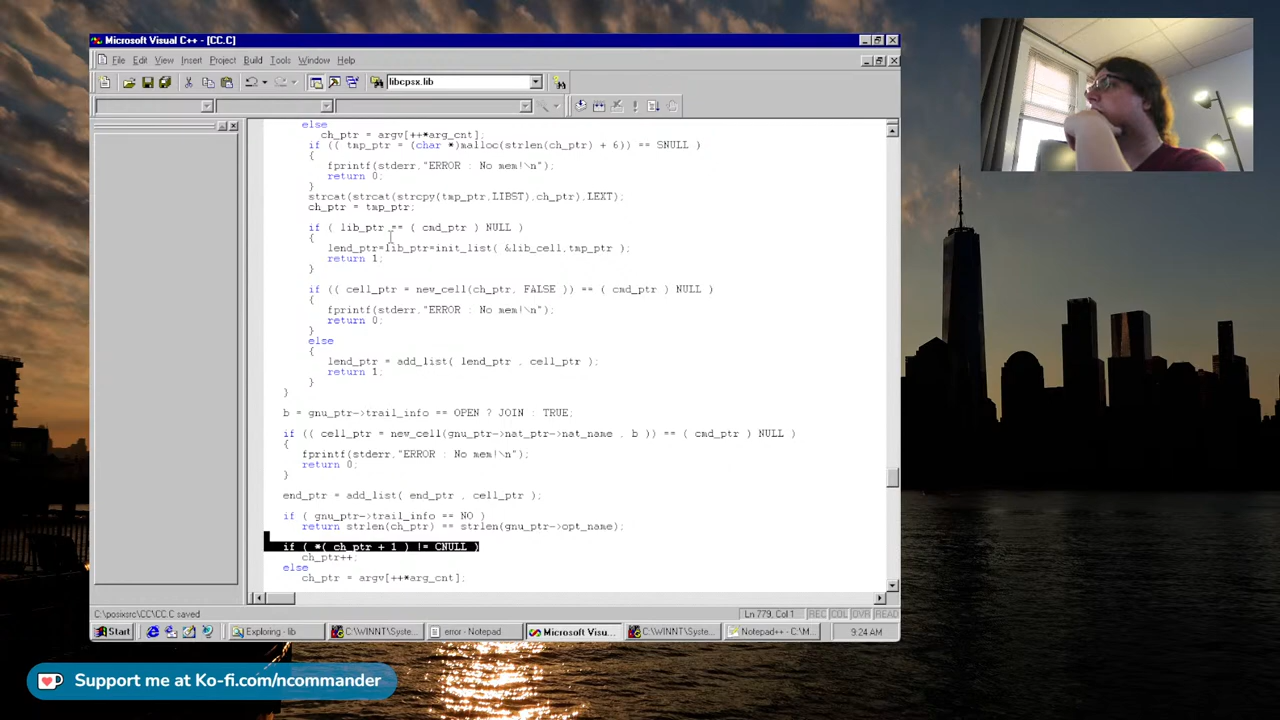 Microsoft Visual C++ - [CC.C]
File Edit View Insert Project Build Tools Window Help
libcpsx.lib
else
ch_ptr = argv[++*arg_cnt];
if (( tmp_ptr = (char *)malloc(strlen(ch_ptr) + 6)) == SNULL )
{
fprintf(stderr,"ERROR : No mem!\n");
return 0;
}
strcat(strcat(strcpy(tmp_ptr,LIBST),ch_ptr),LEXT);
ch_ptr = tmp_ptr;
if ( lib_ptr == ( cmd_ptr ) NULL )
{
lend_ptr=lib_ptr=init_list( &lib_cell,tmp_ptr );
return 1;
}
if (( cell_ptr = new_cell(ch_ptr, FALSE )) == ( cmd_ptr ) NULL )
{
fprintf(stderr,"ERROR : No mem!\n");
return 0;
}
else
{
lend_ptr = add_list( lend_ptr , cell_ptr );
return 1;
}
}
b = gnu_ptr->trail_info == OPEN ? JOIN : TRUE;
if (( cell_ptr = new_cell(gnu_ptr->nat_ptr->nat_name , b )) == ( cmd_ptr ) NULL )
{
fprintf(stderr,"ERROR : No mem!\n");
return 0;
}
end_ptr = add_list( end_ptr , cell_ptr );
if ( gnu_ptr->trail_info == NO )
return strlen(ch_ptr) == strlen(gnu_ptr->opt_name);
if ( *( ch_ptr + 1 ) != CNULL )
ch_ptr++;
else
ch_ptr = argv[++*arg_cnt];
C:\posixsrc\CC\CC.C saved
Ln 779, Col 1 REC COL OVR READ
Start Exploring - lib C:\WINNT\Syste... error - Notepad Microsoft Visu... C:\WINNT\Syste... Notepad++ - C:\M... 9:24 AM
Support me at Ko-fi.com/ncommander